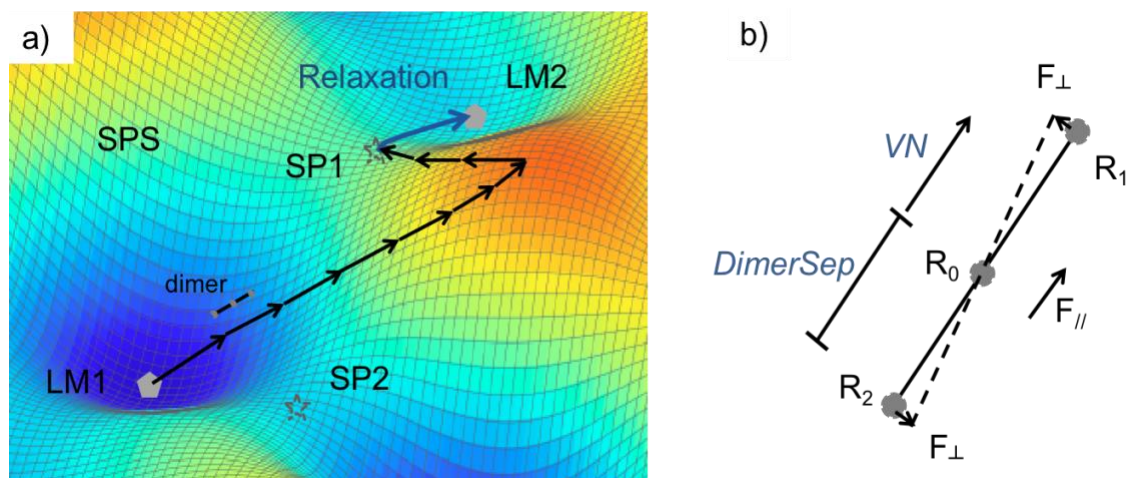 a)
Relaxation
LM2
SPS
SP1
dimer
LM1
SP2
b)
F⊥
VN
R₁
DimerSep
R₀
F//
R₂
F⊥